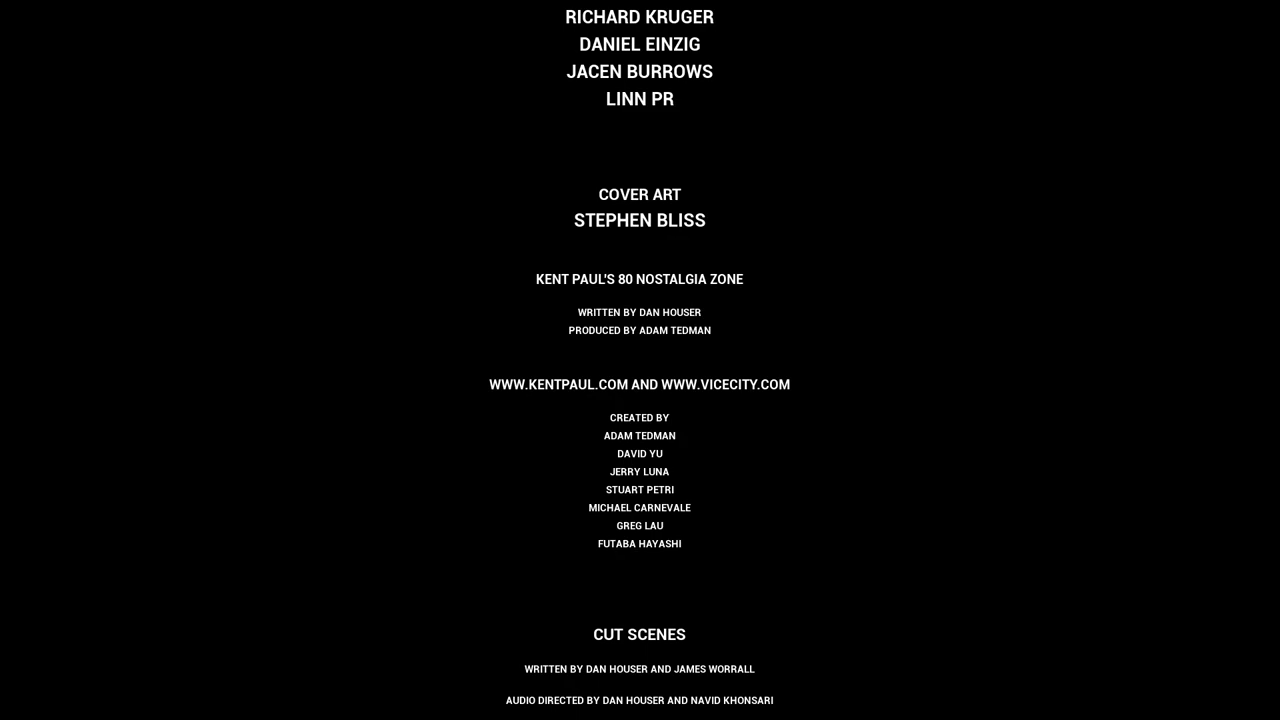 RICHARD KRUGER
DANIEL EINZIG
JACEN BURROWS
LINN PR
COVER ART
STEPHEN BLISS
KENT PAUL'S 80 NOSTALGIA ZONE
WRITTEN BY DAN HOUSER
PRODUCED BY ADAM TEDMAN
WWW.KENTPAUL.COM AND WWW.VICECITY.COM
CREATED BY
ADAM TEDMAN
DAVID YU
JERRY LUNA
STUART PETRI
MICHAEL CARNEVALE
GREG LAU
FUTABA HAYASHI
CUT SCENES
WRITTEN BY DAN HOUSER AND JAMES WORRALL
AUDIO DIRECTED BY DAN HOUSER AND NAVID KHONSARI